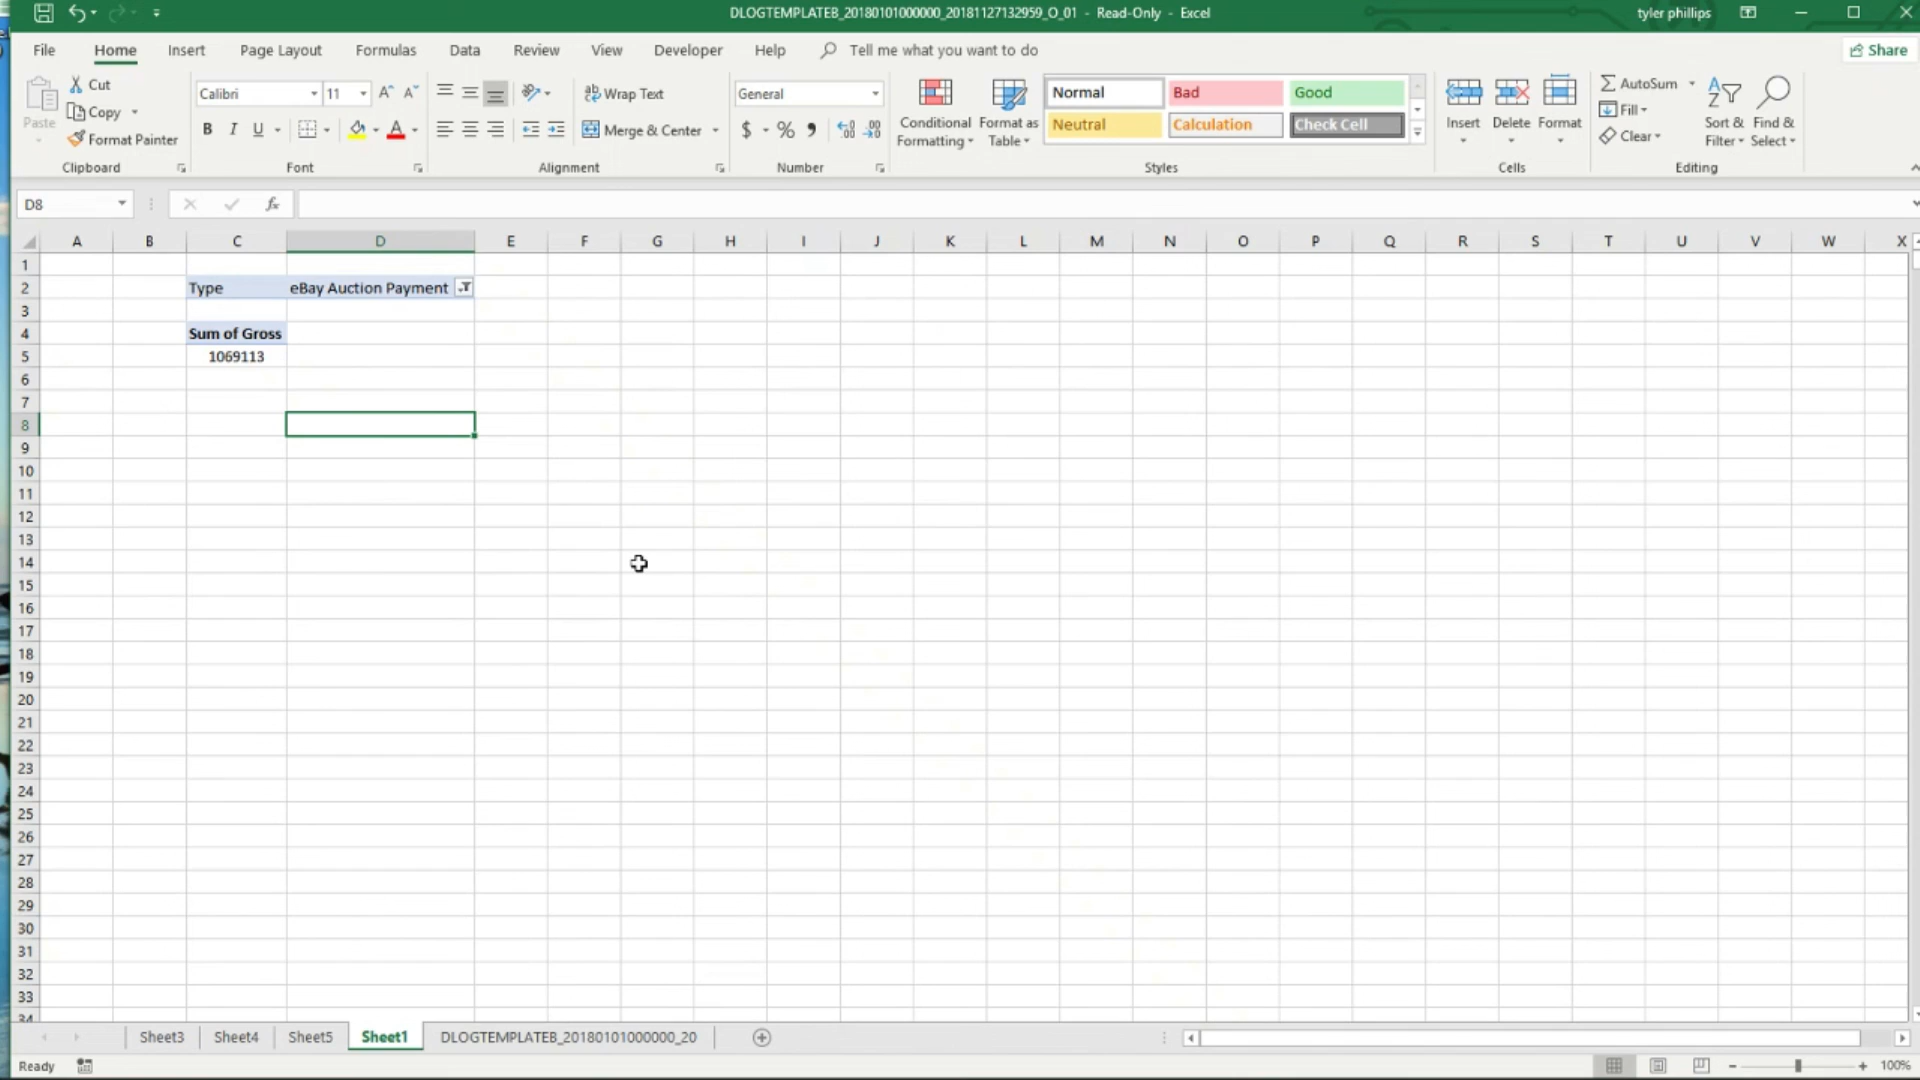 DLOGTEMPLATEB_20180101000000_20181127132959_O_01 - Read-Only - Excel
tyler phillips
File Home Insert Page Layout Formulas Data Review View Developer Help Tell me what you want to do
Share
Paste
Cut
Copy
Format Painter
Clipboard
Calibri 11
B I U
Font
Wrap Text
Merge & Center
Alignment
General
$ % ,
Number
Conditional Formatting
Format as Table
Normal Bad Good
Neutral Calculation Check Cell
Styles
Insert Delete Format
Cells
AutoSum
Fill
Clear
Sort & Filter
Find & Select
Editing
D8
fx
A B C D E F G H I J K L M N O P Q R S T U V W X
1
2 Type eBay Auction Payment
3
4 Sum of Gross
5 1069113
6
7
8
9
10
11
12
13
14
15
16
17
18
19
20
21
22
23
24
25
26
27
28
29
30
31
32
33
34
Sheet3 Sheet4 Sheet5 Sheet1 DLOGTEMPLATEB_20180101000000_20
Ready
100%